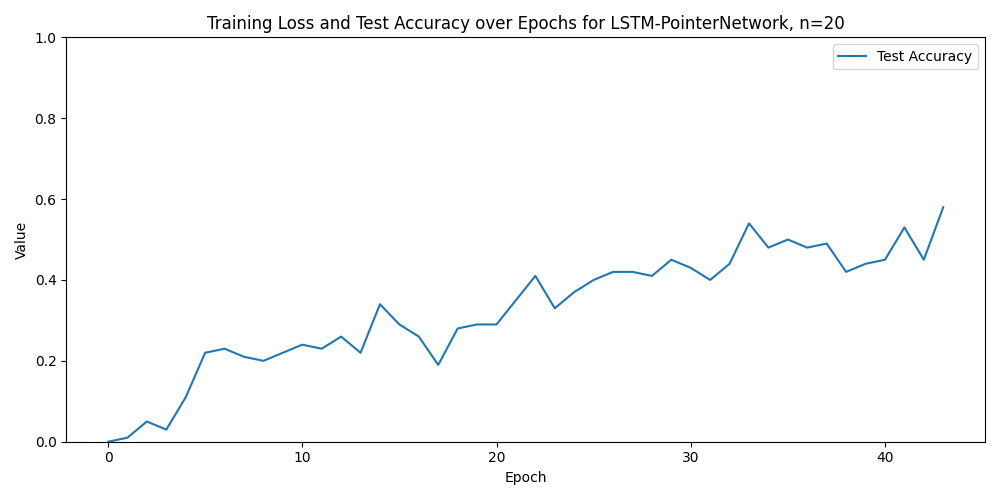 Training Loss and Test Accuracy over Epochs for LSTM-PointerNetwork, n=20
Test Accuracy
1.0
0.8
0.6
0.4
0.2
0.0
Value
0 10 20 30 40
Epoch